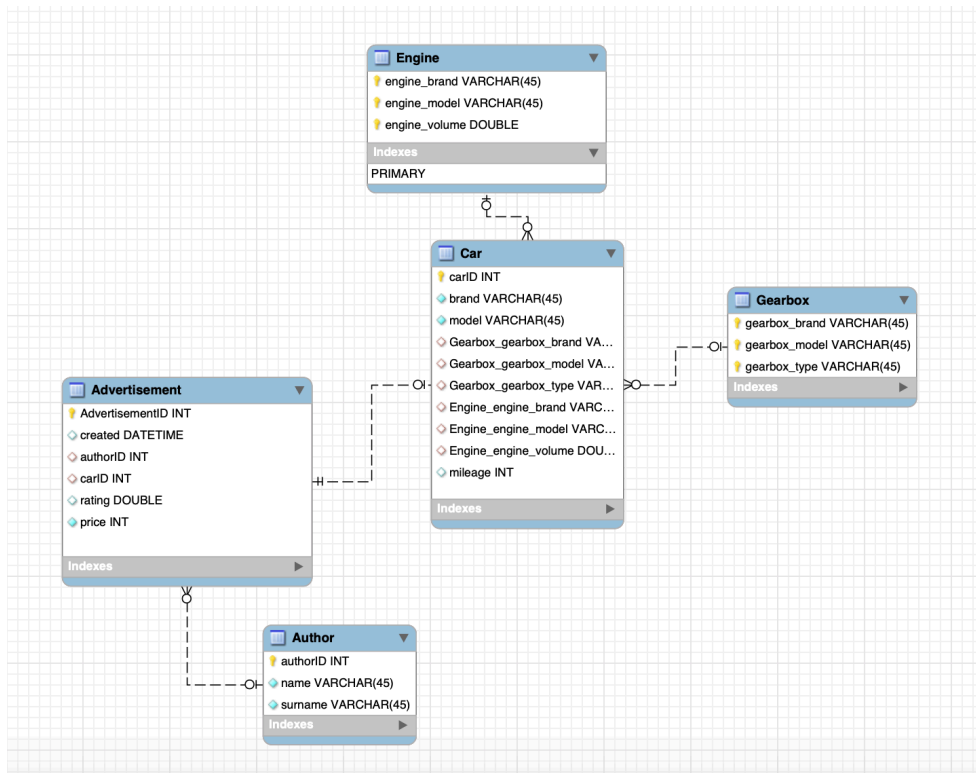 Engine
engine_brand VARCHAR(45)
engine_model VARCHAR(45)
engine_volume DOUBLE
Indexes
PRIMARY
Car
carID INT
brand VARCHAR(45)
model VARCHAR(45)
Gearbox_gearbox_brand VA...
Gearbox_gearbox_model VA...
Gearbox_gearbox_type VAR...
Engine_engine_brand VARC...
Engine_engine_model VARC...
Engine_engine_volume DOU...
mileage INT
Indexes
Gearbox
gearbox_brand VARCHAR(45)
gearbox_model VARCHAR(45)
gearbox_type VARCHAR(45)
Indexes
Advertisement
AdvertisementID INT
created DATETIME
authorID INT
carID INT
rating DOUBLE
price INT
Indexes
Author
authorID INT
name VARCHAR(45)
surname VARCHAR(45)
Indexes